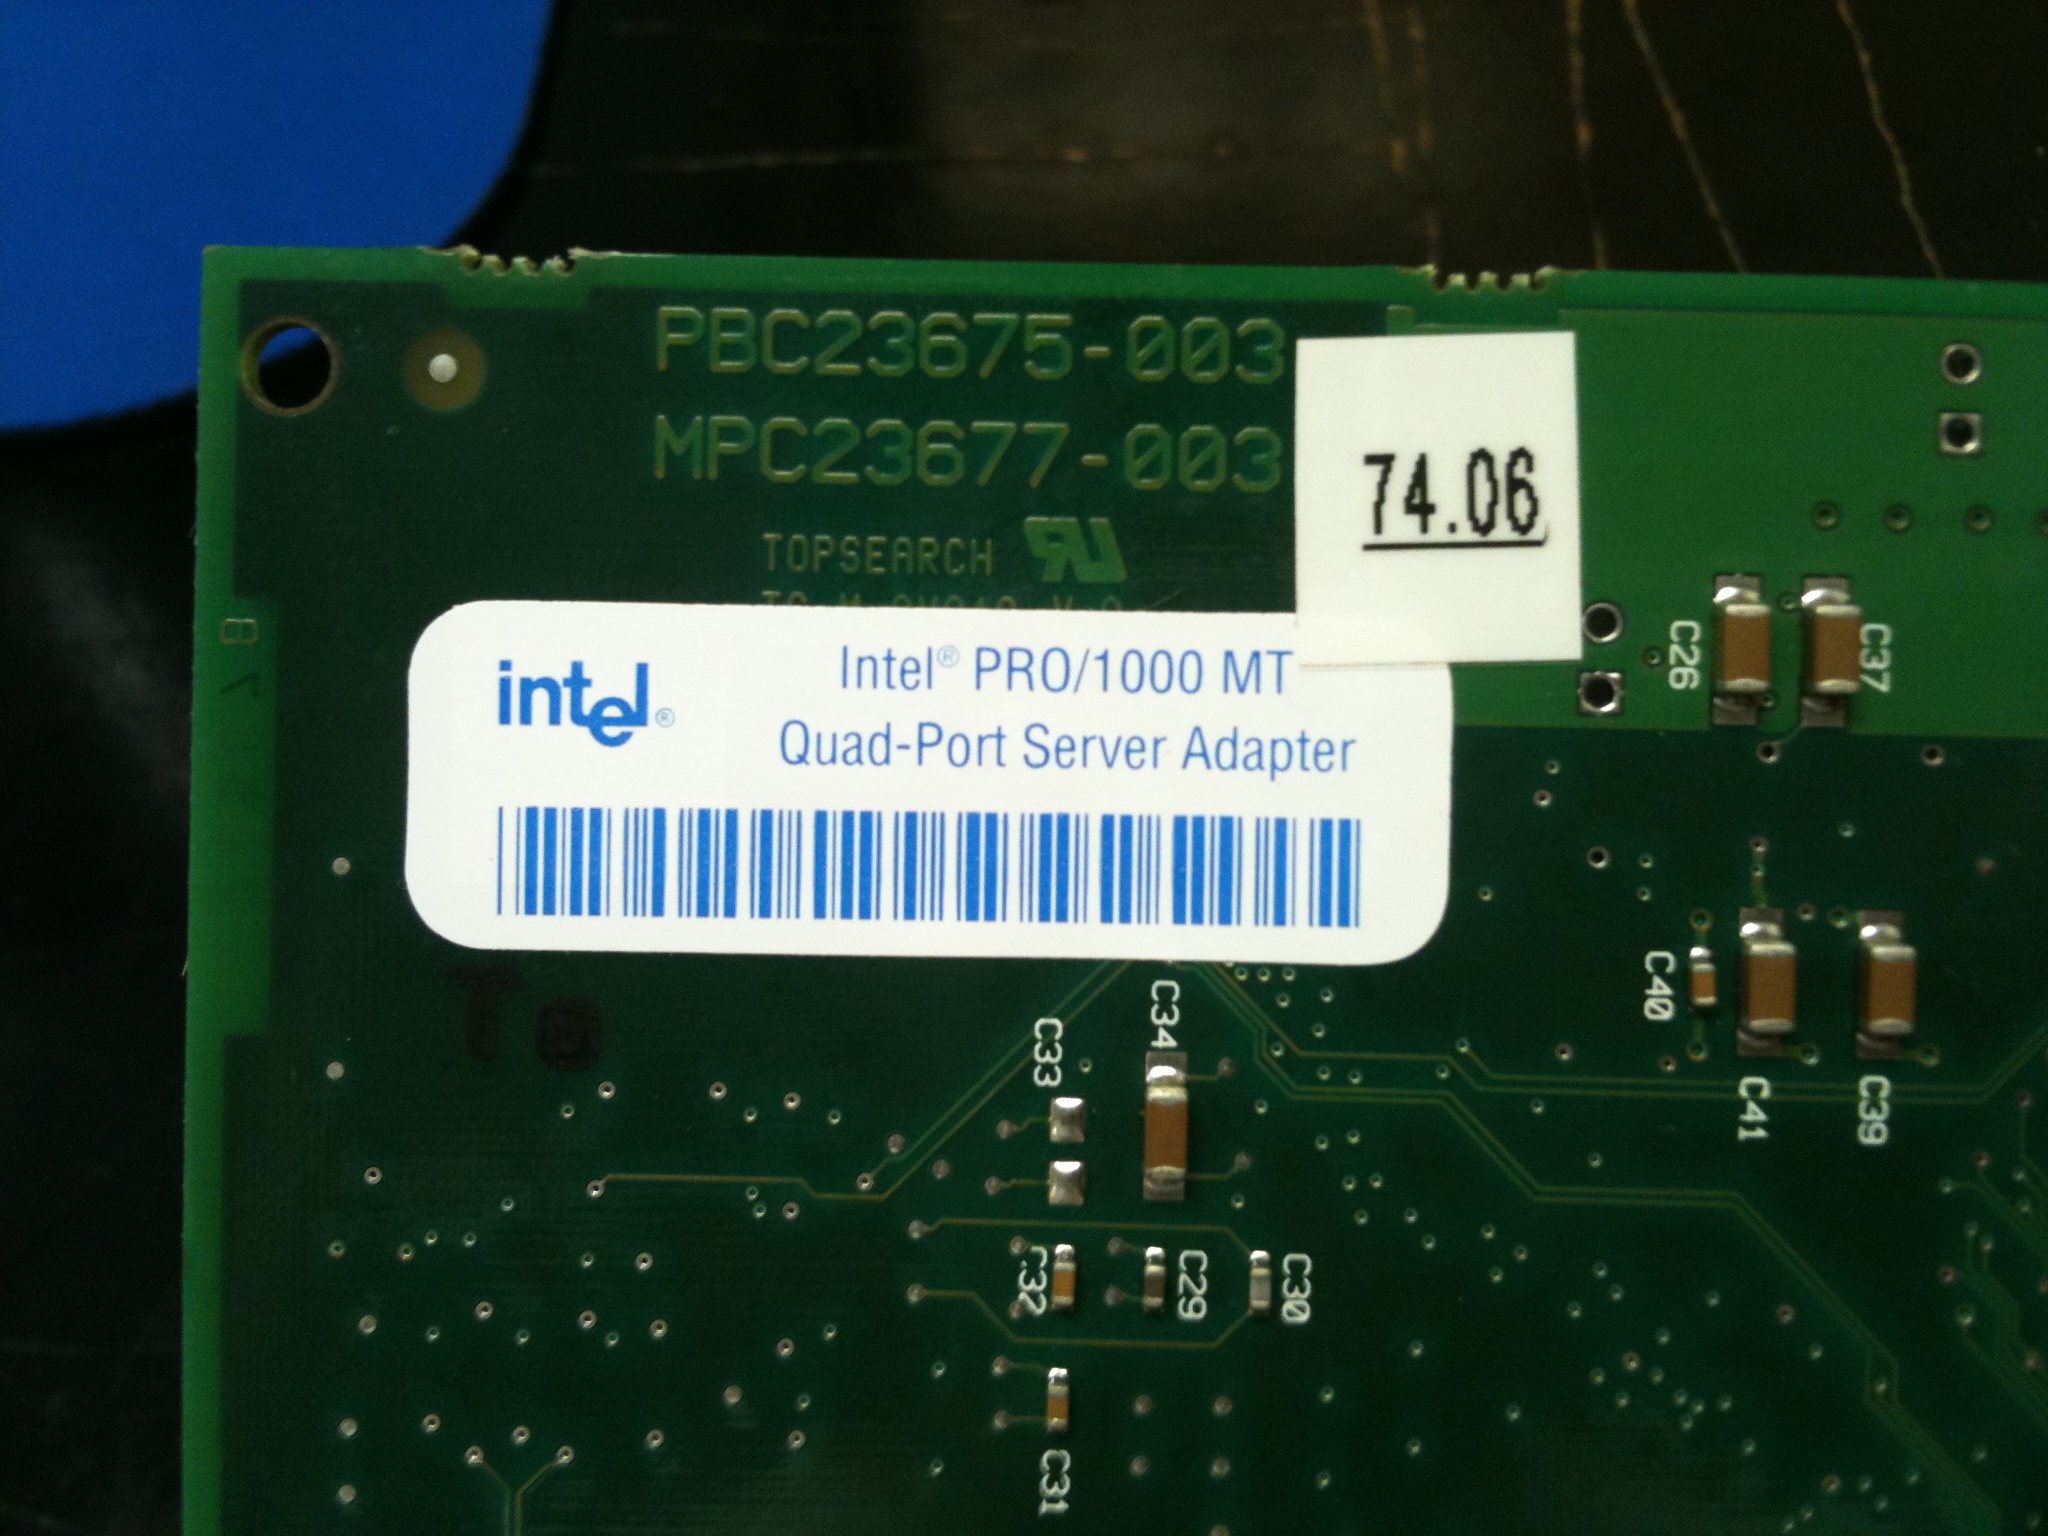 PBC23675-003
MPC23677-003
74.06
TOPSEARCH
intel®
Intel® PRO/1000 MT
Quad-Port Server Adapter
C26
C37
C40
C34
C33
C41
C39
C32
C29
C30
C31